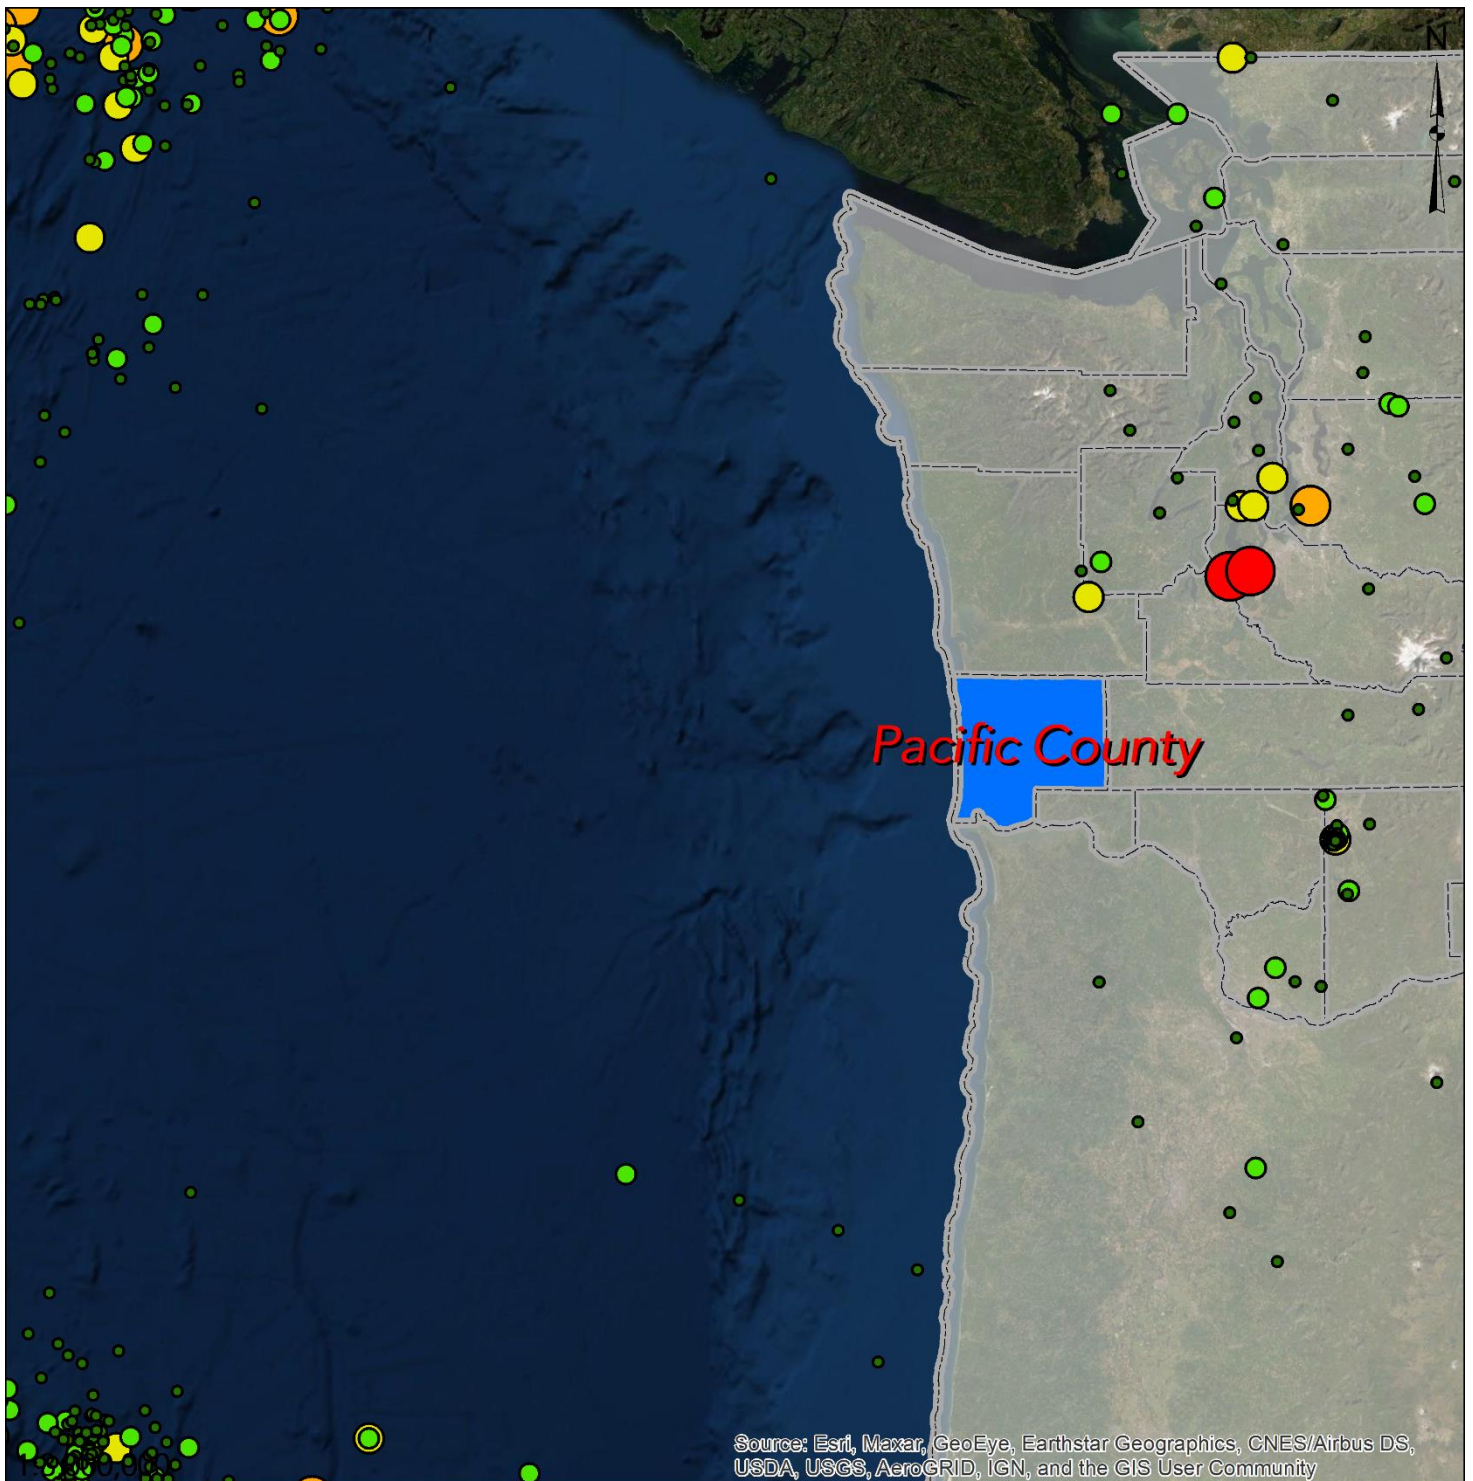 N
Pacific County
Source: Esri, Maxar, GeoEye, Earthstar Geographics, CNES/Airbus DS,
USDA, USGS, AeroGRID, IGN, and the GIS User Community